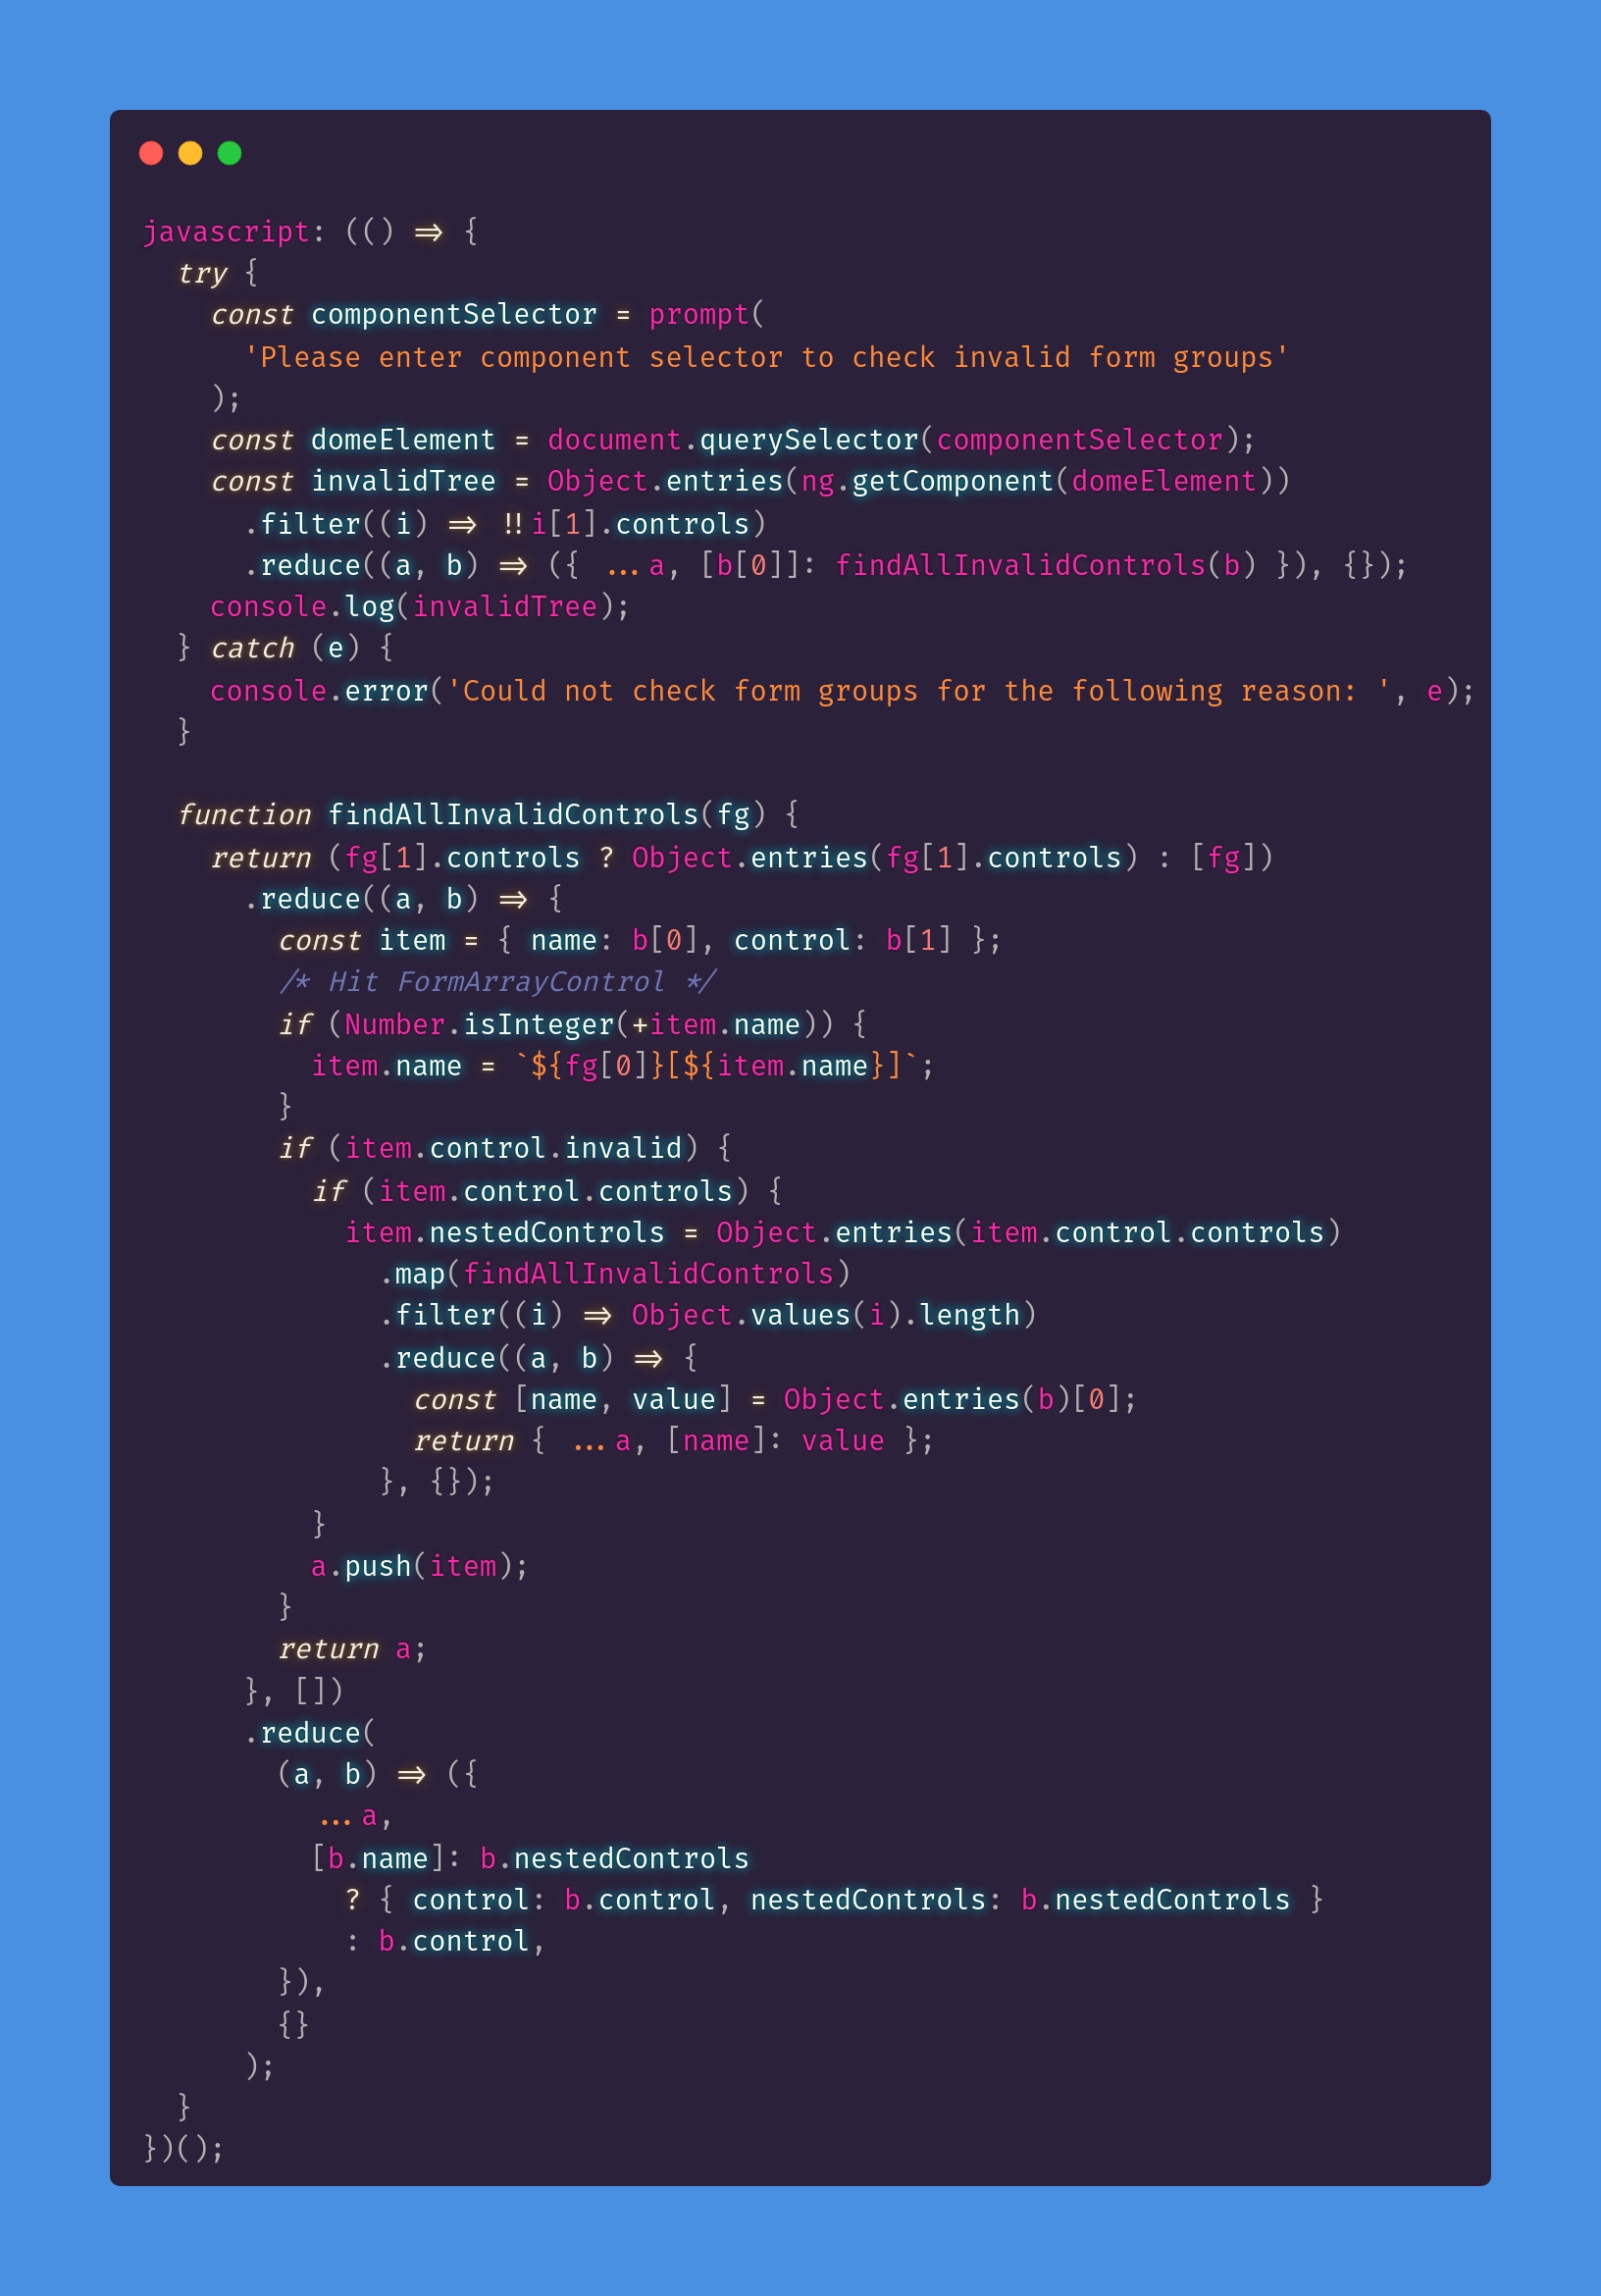 javascript: (() => {
  try {
    const componentSelector = prompt(
      'Please enter component selector to check invalid form groups'
    );
    const domeElement = document.querySelector(componentSelector);
    const invalidTree = Object.entries(ng.getComponent(domeElement))
      .filter((i) => !!i[1].controls)
      .reduce((a, b) => ({ ...a, [b[0]]: findAllInvalidControls(b) }), {});
    console.log(invalidTree);
  } catch (e) {
    console.error('Could not check form groups for the following reason: ', e);
  }

  function findAllInvalidControls(fg) {
    return (fg[1].controls ? Object.entries(fg[1].controls) : [fg])
      .reduce((a, b) => {
        const item = { name: b[0], control: b[1] };
        /* Hit FormArrayControl */
        if (Number.isInteger(+item.name)) {
          item.name = `${fg[0]}[${item.name}]`;
        }
        if (item.control.invalid) {
          if (item.control.controls) {
            item.nestedControls = Object.entries(item.control.controls)
              .map(findAllInvalidControls)
              .filter((i) => Object.values(i).length)
              .reduce((a, b) => {
                const [name, value] = Object.entries(b)[0];
                return { ...a, [name]: value };
              }, {});
          }
          a.push(item);
        }
        return a;
      }, [])
      .reduce(
        (a, b) => ({
          ...a,
          [b.name]: b.nestedControls
            ? { control: b.control, nestedControls: b.nestedControls }
            : b.control,
        }),
        {}
      );
  }
})();